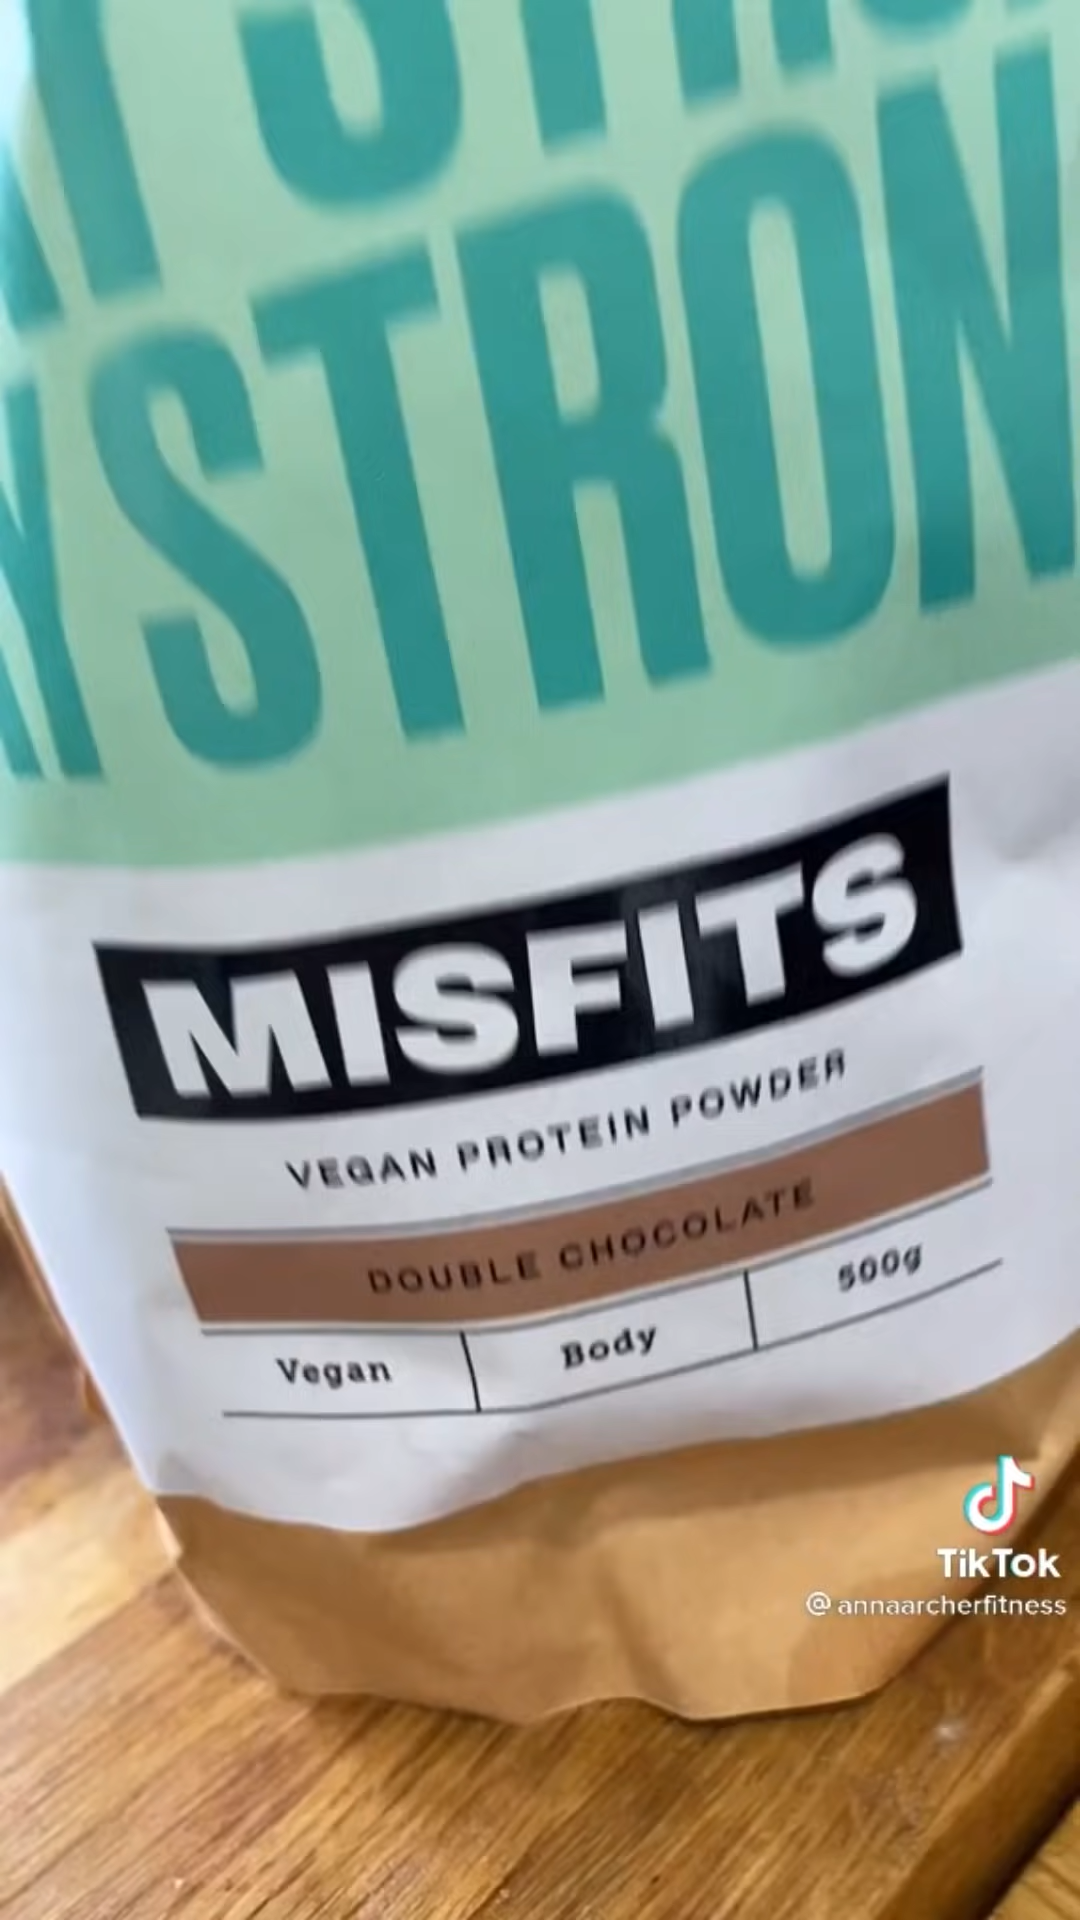 STRON
MISFITS
VEGAN PROTEIN POWDER
DOUBLE CHOCOLATE
Vegan
Body
500g
TikTok
@annaarcherfitness